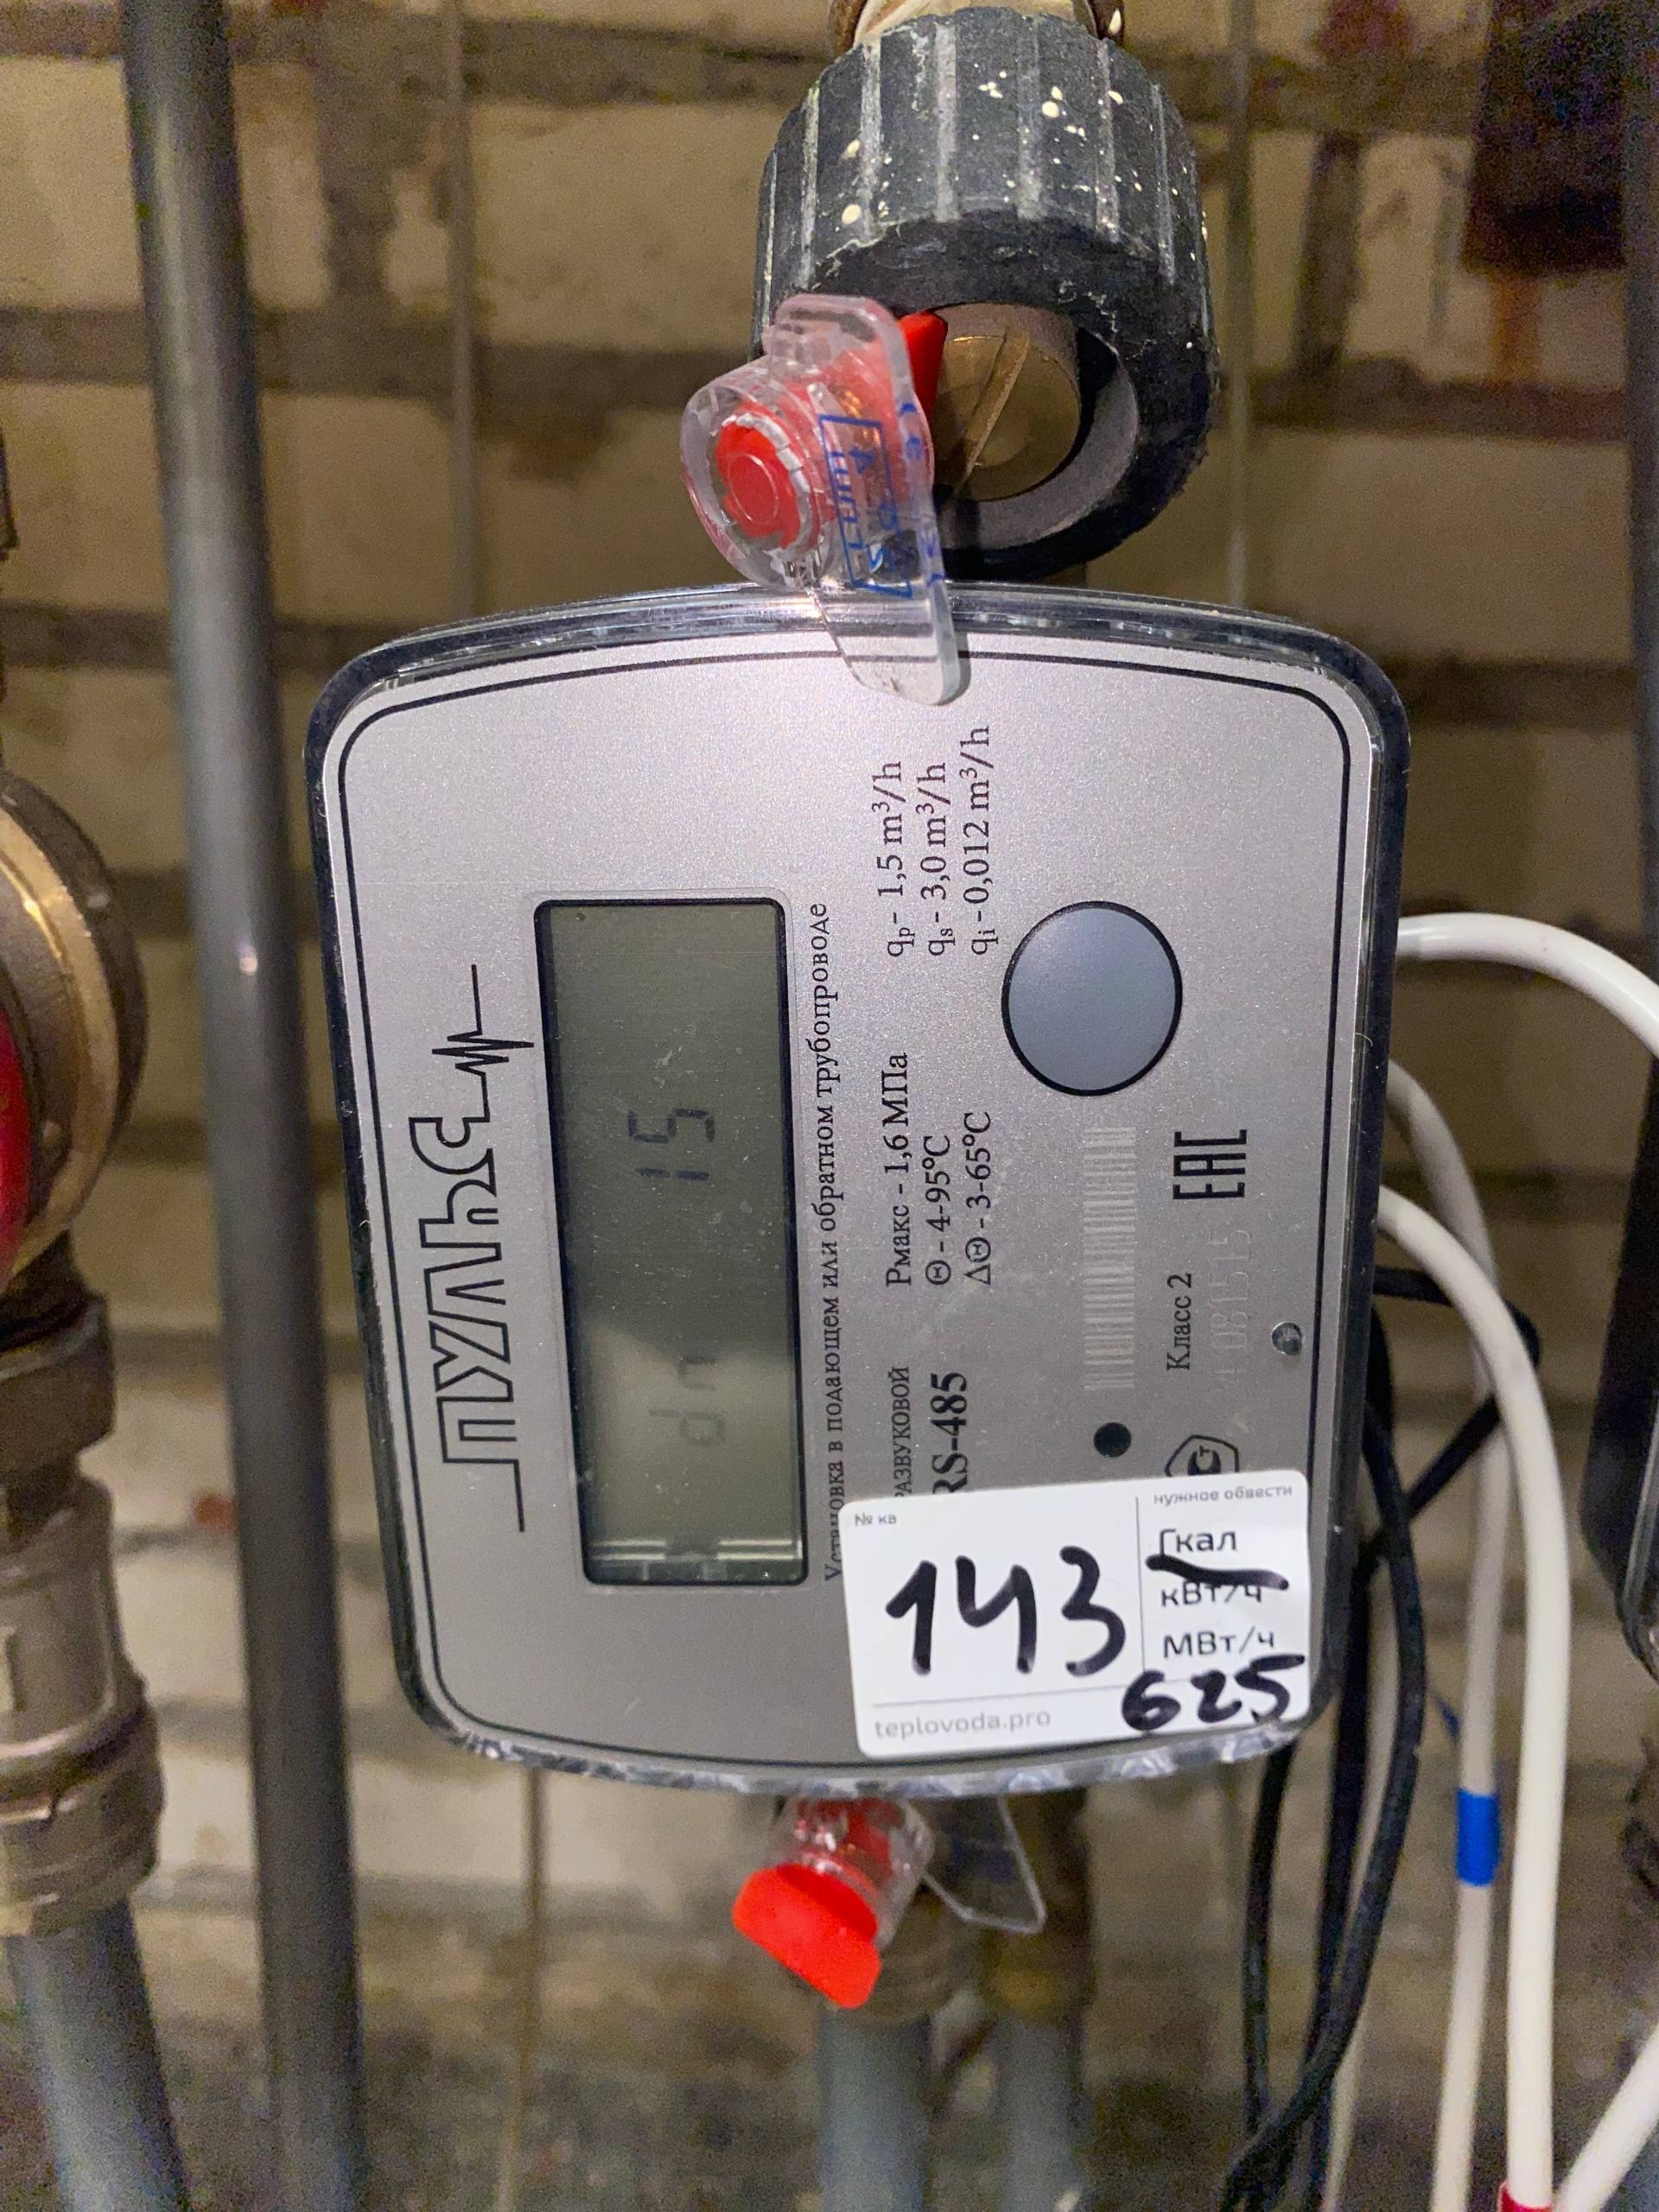 ПУЛЬС
dn 15
Установка в подающем или обратном трубопроводе
Рмакс - 1,6 МПа
Θ - 4-95°C
ΔΘ - 3-65°C
qp - 1,5 m³/h
qs - 3,0 m³/h
qi - 0,012 m³/h
RS-485
Класс 2
EAC
№ кв
143
нужное обвести
Гкал
кВт/ч
МВт/ч
625
teplovoda.pro